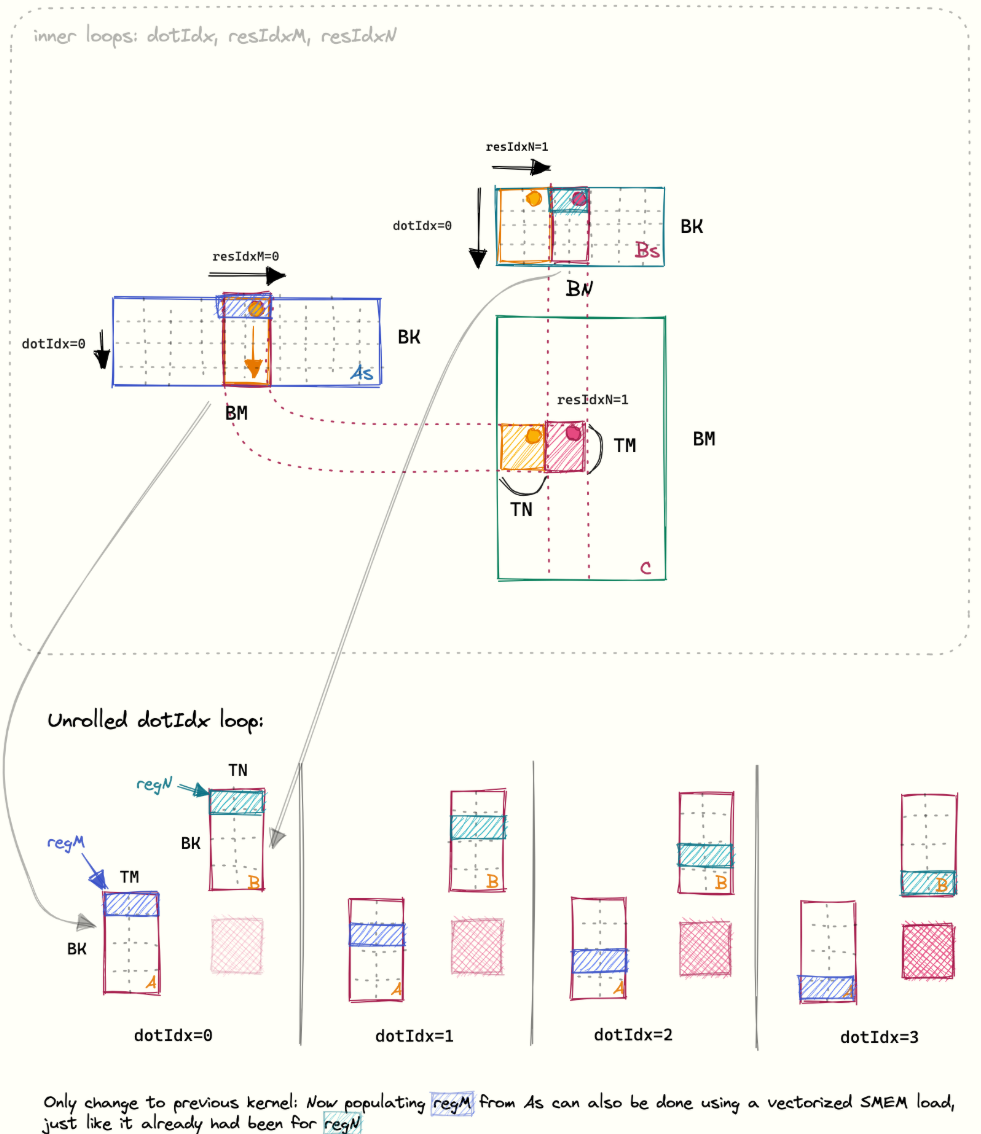 inner loops: dotIdx, resIdxM, resIdxN
resIdxN=1
dotIdx=0
BK
Bs
BN
resIdxM=0
dotIdx=0
BK
As
BM
resIdxN=1
TM
BM
TN
C
Unrolled dotIdx loop:
TN
regN
BK
B
B
B
B
regM
TM
BK
A
A
A
A
dotIdx=0
dotIdx=1
dotIdx=2
dotIdx=3
Only change to previous kernel: Now populating regM from As can also be done using a vectorized SMEM load,
just like it already had been for regN